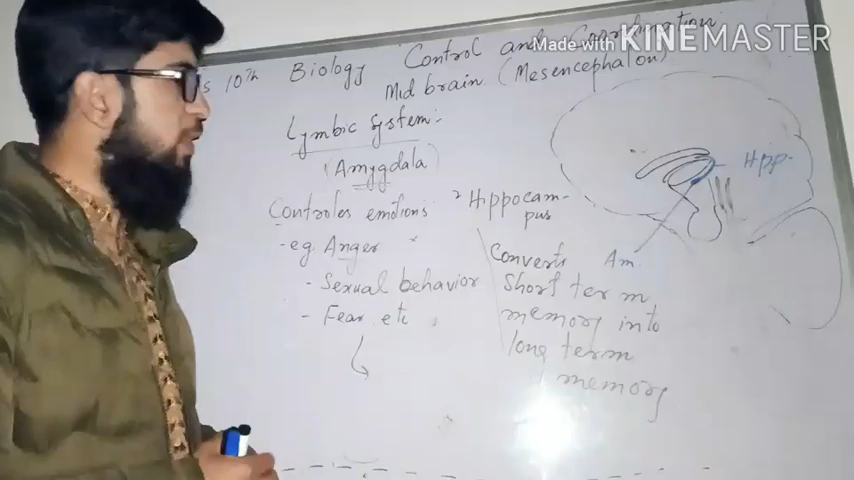 Made with KINEMASTER
s 10th Biology Control and Coordination
Mid brain (Mesencephalon)
Lymbic system:-
(Amygdala)
Controles emotions
- eg. Anger
- Sexual behavior
- Fear etc
Hippocam-
pus
Converts
Short term
memory into
long term
memory
Hpp.
Am.